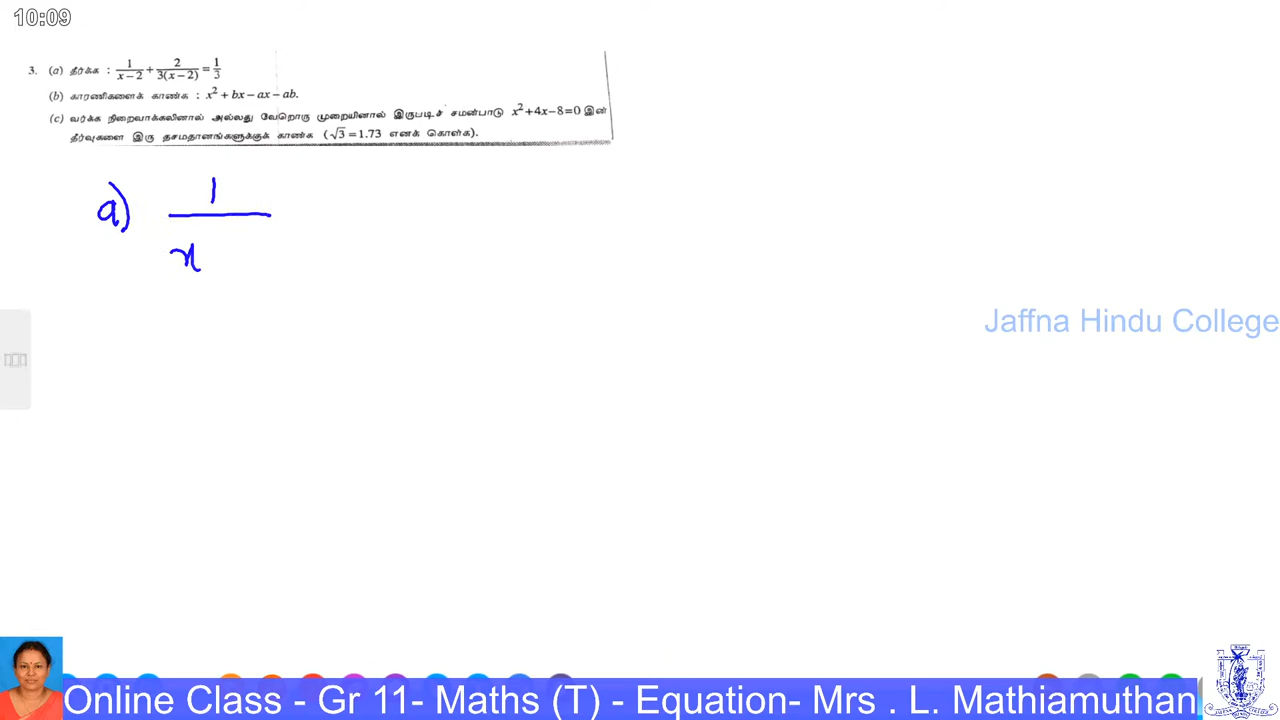 10:09
3. (a) தீர்க்க : 1/(x−2) + 2/(3(x−2)) = 1/3
(b) காரணிகளைக் காண்க : x² + bx − ax − ab.
(c) வர்க்க நிறைவாக்கலினால் அல்லது வேறொரு முறையினால் இருபடிச் சமன்பாடு x²+4x−8=0 இன்
தீர்வுகளை இரு தசமதானங்களுக்குக் காண்க (√3 =1.73 எனக் கொள்க).
a) 1/x
Jaffna Hindu College
Online Class - Gr 11- Maths (T) - Equation- Mrs . L. Mathiamuthan